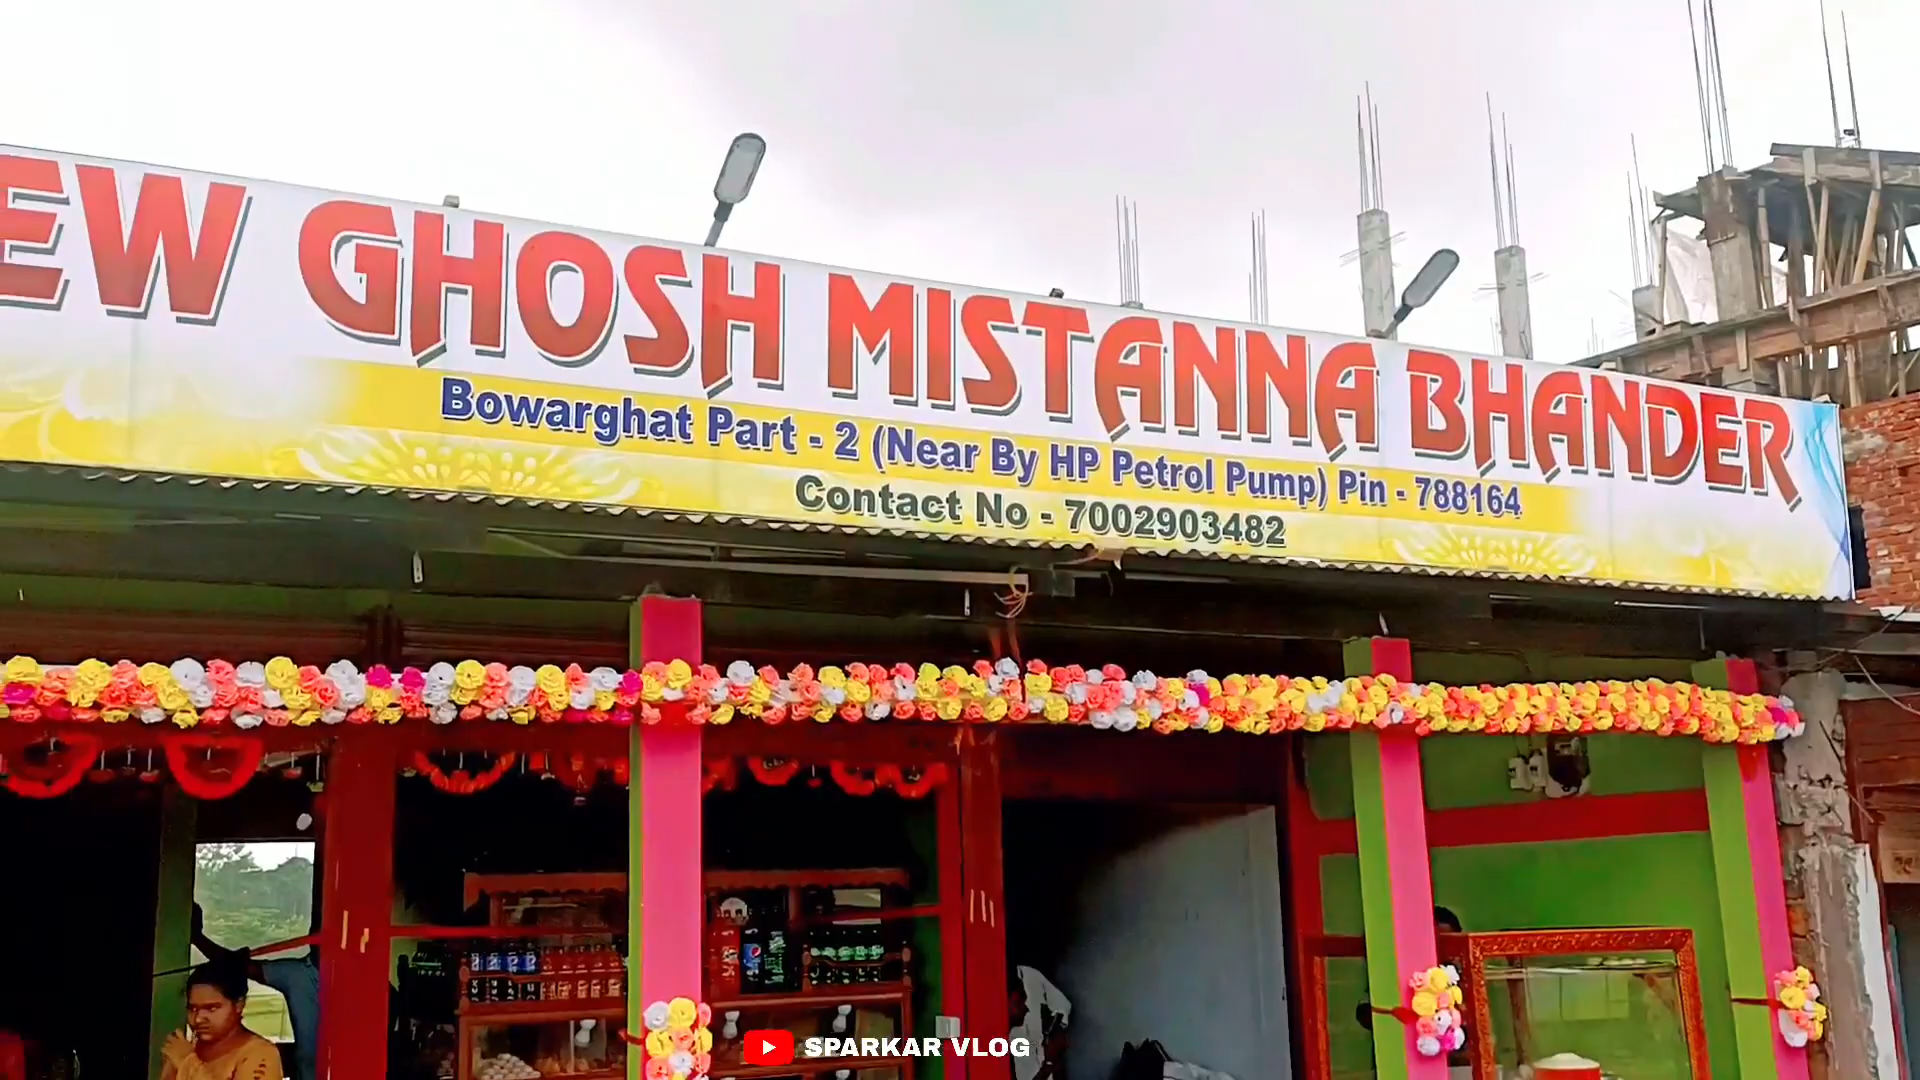 EW GHOSH MISTANNA BHANDER
Bowarghat Part - 2 (Near By HP Petrol Pump) Pin - 788164
Contact No - 7002903482
SPARKAR VLOG